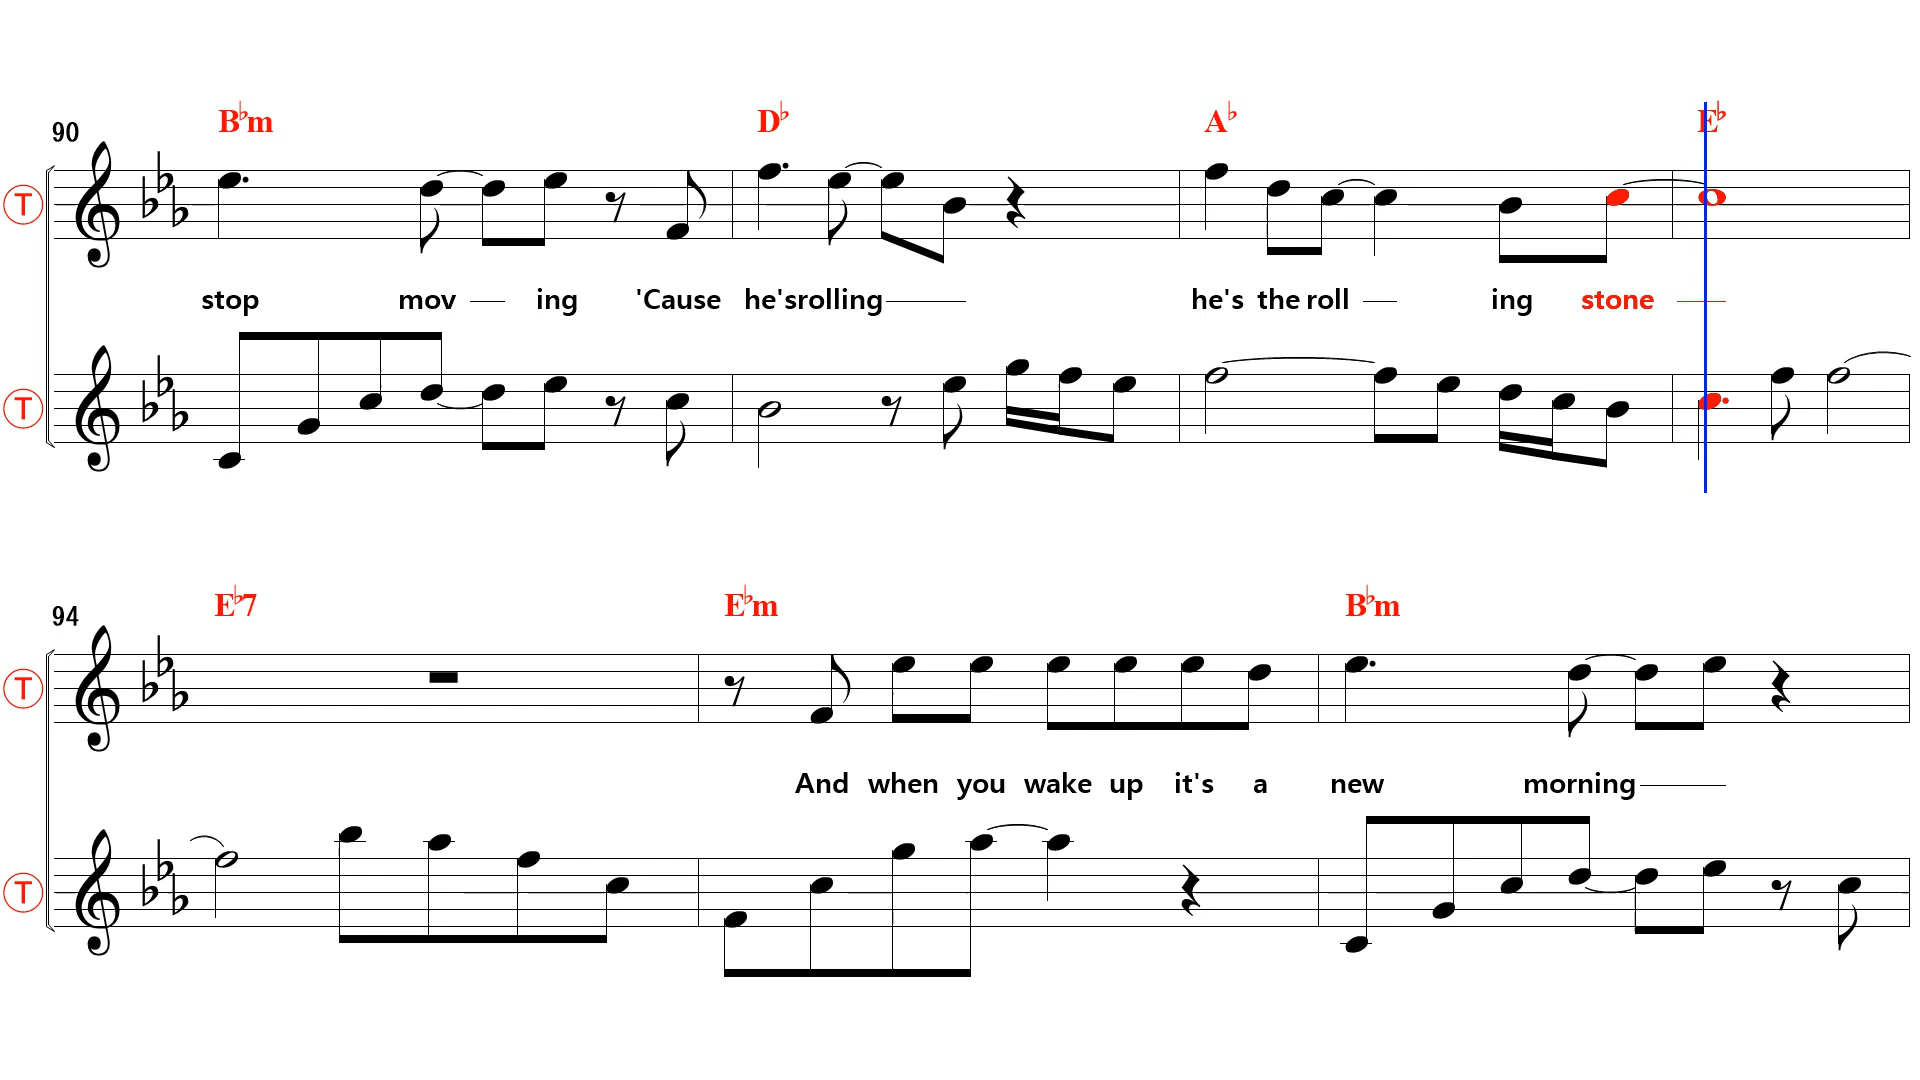 B♭m D♭ A♭ E♭
90
T
stop mov ing 'Cause he'srolling he's the roll ing stone
T
E♭7 E♭m B♭m
94
T
And when you wake up it's a new morning
T